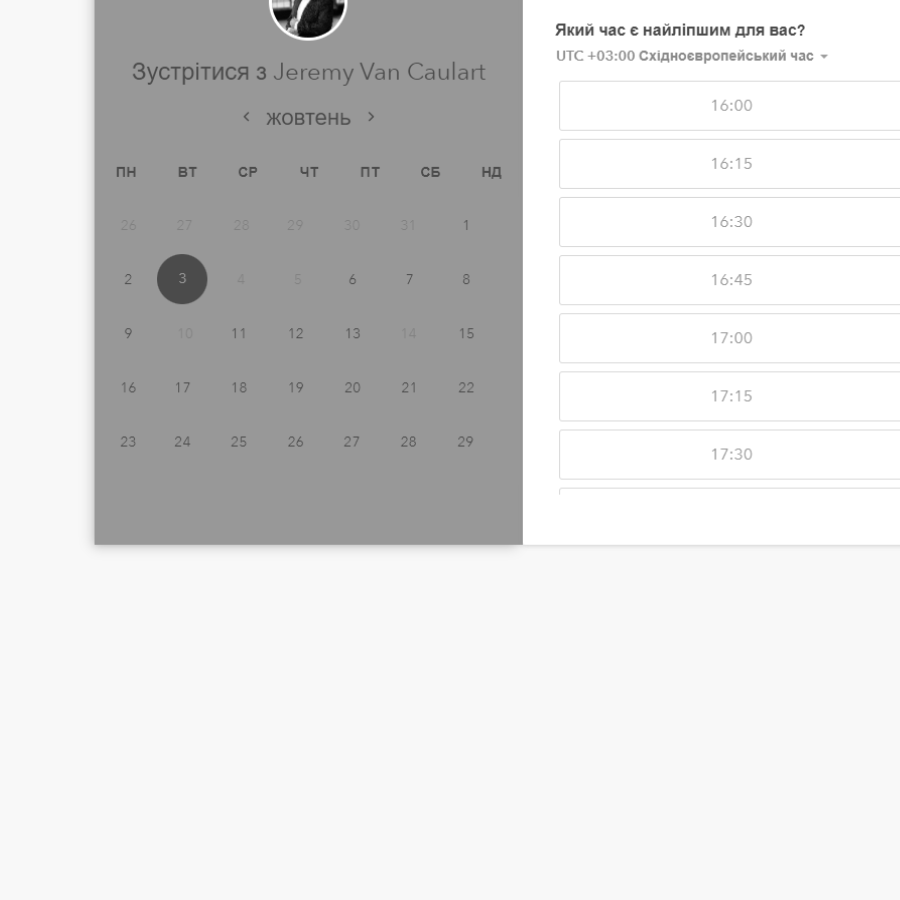 Зустрітися з Jeremy Van Caulart
жовтень
ПН ВТ СР ЧТ ПТ СБ НД
26 27 28 29 30 31 1
2 3 4 5 6 7 8
9 10 11 12 13 14 15
16 17 18 19 20 21 22
23 24 25 26 27 28 29
Який час є найліпшим для вас?
UTC +03:00 Східноєвропейський час
16:00
16:15
16:30
16:45
17:00
17:15
17:30